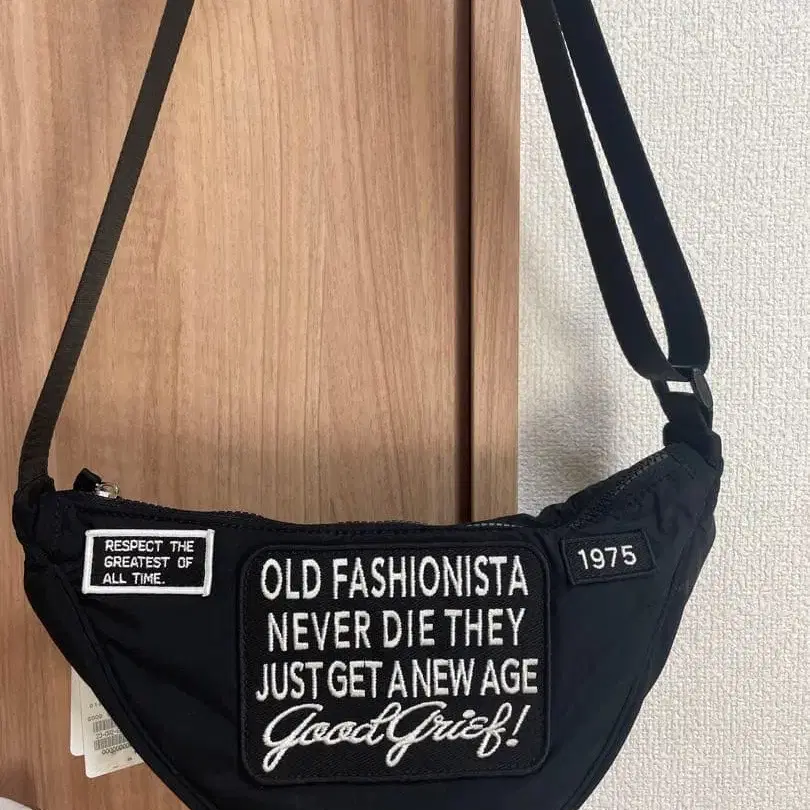 RESPECT THE
GREATEST OF
ALL TIME.
OLD FASHIONISTA
NEVER DIE THEY
JUST GET A NEW AGE
Good Grief!
1975